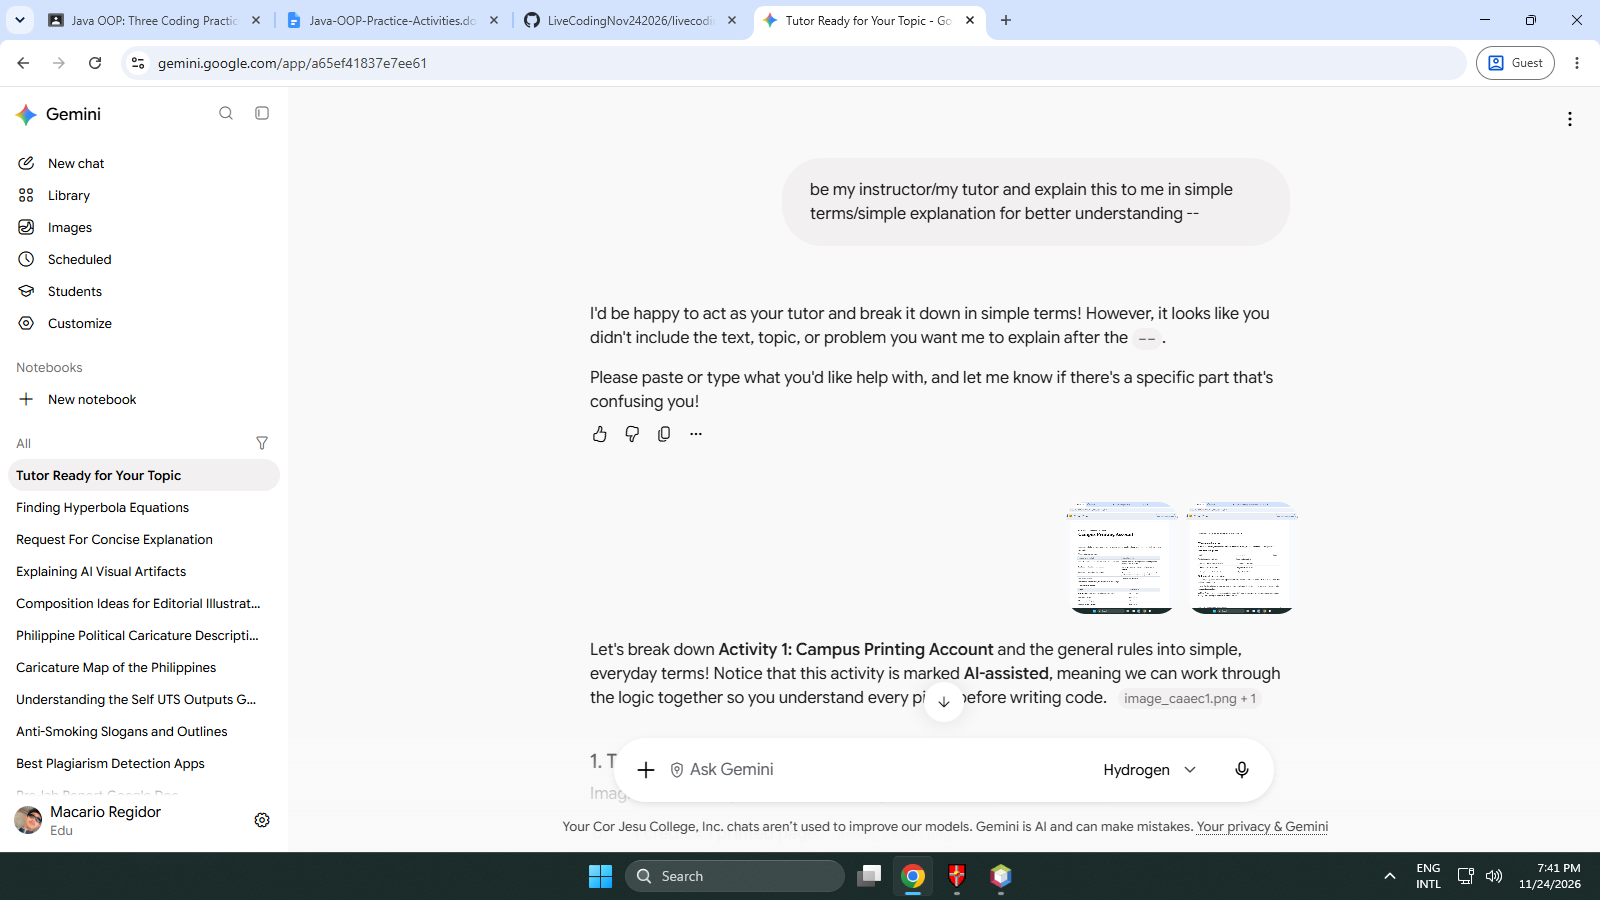 Java OOP: Three Coding Practic
Java-OOP-Practice-Activities.do
LiveCodingNov242026/livecodin
Tutor Ready for Your Topic - Go
gemini.google.com/app/a65ef41837e7ee61
Guest
Gemini
New chat
Library
Images
Scheduled
Students
Customize
Notebooks
New notebook
All
Tutor Ready for Your Topic
Finding Hyperbola Equations
Request For Concise Explanation
Explaining AI Visual Artifacts
Composition Ideas for Editorial Illustrat...
Philippine Political Caricature Descripti...
Caricature Map of the Philippines
Understanding the Self UTS Outputs G...
Anti-Smoking Slogans and Outlines
Best Plagiarism Detection Apps
Macario Regidor
Edu
be my instructor/my tutor and explain this to me in simple
terms/simple explanation for better understanding --
I'd be happy to act as your tutor and break it down in simple terms! However, it looks like you
didn't include the text, topic, or problem you want me to explain after the -- .
Please paste or type what you'd like help with, and let me know if there's a specific part that's
confusing you!
Campus Printing Account
Let's break down Activity 1: Campus Printing Account and the general rules into simple,
everyday terms! Notice that this activity is marked AI-assisted, meaning we can work through
the logic together so you understand every before writing code. image_caaec1.png + 1
1. T
Imag
Ask Gemini
Hydrogen
Your Cor Jesu College, Inc. chats aren't used to improve our models. Gemini is AI and can make mistakes. Your privacy & Gemini
Search
ENG
INTL
7:41 PM
11/24/2026